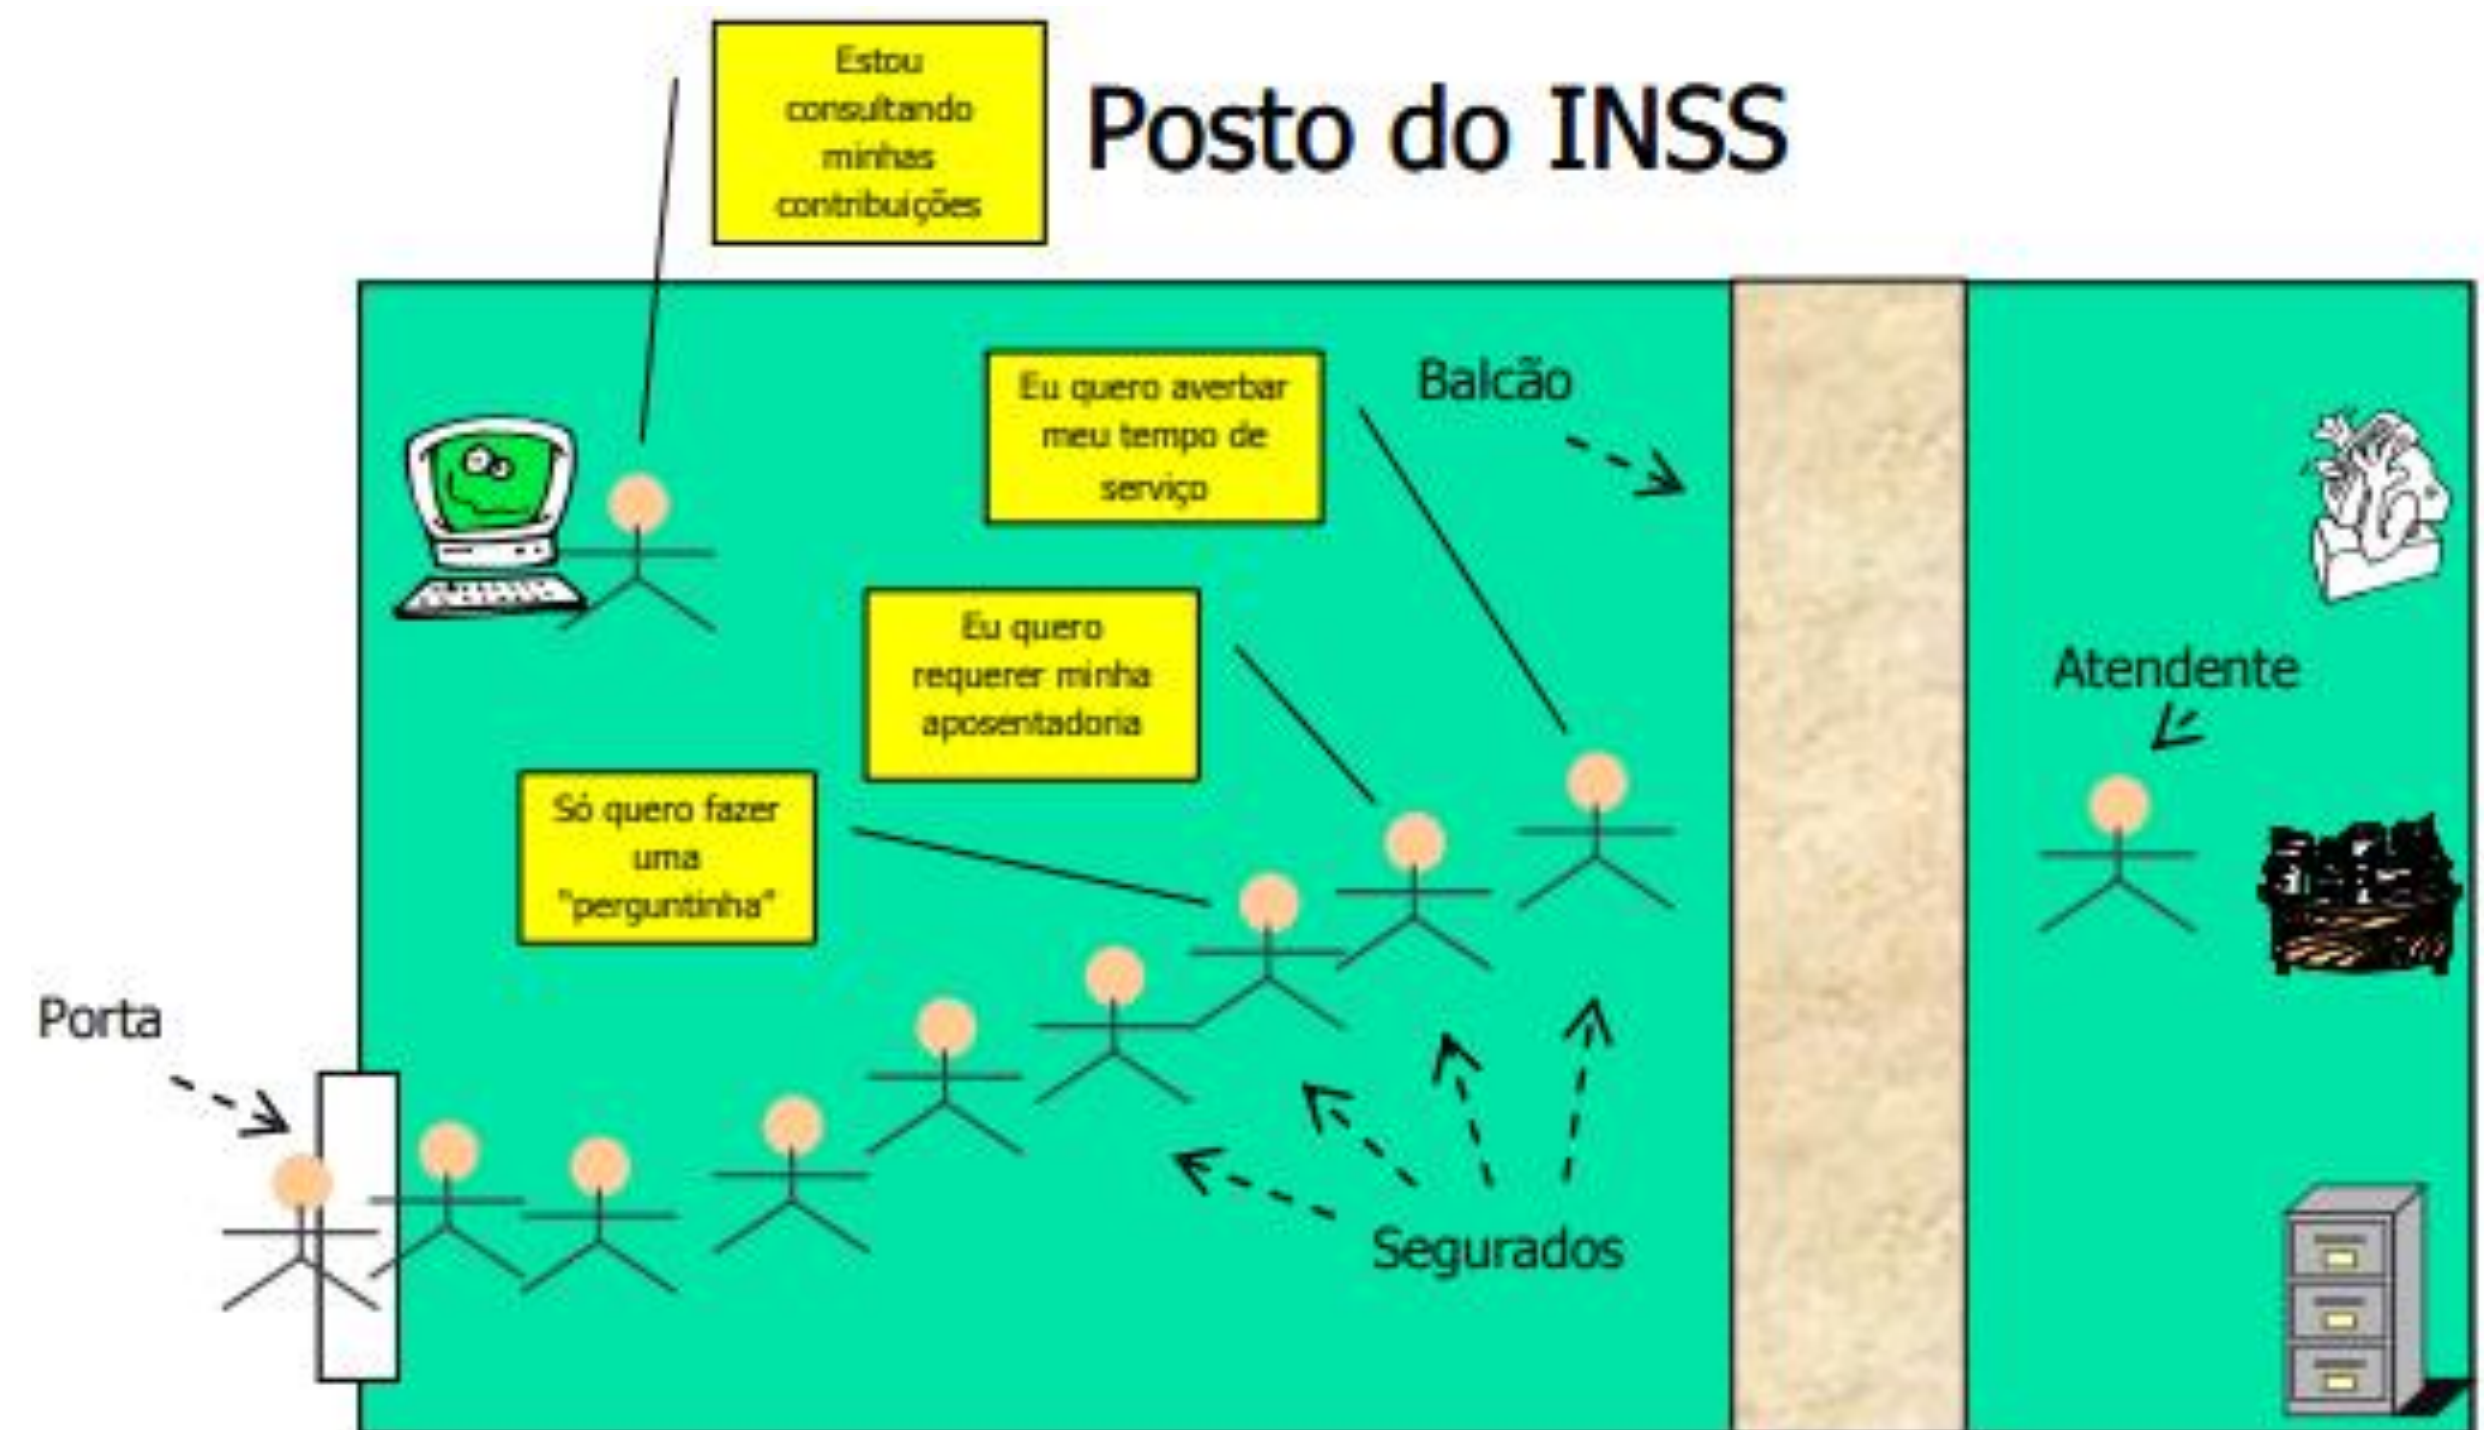 Estou
consultando
minhas
contribuições
Posto do INSS
Eu quero averbar
meu tempo de
serviço
Balcão
Eu quero
requerer minha
aposentadoria
Atendente
Só quero fazer
uma
"perguntinha"
Porta
Segurados